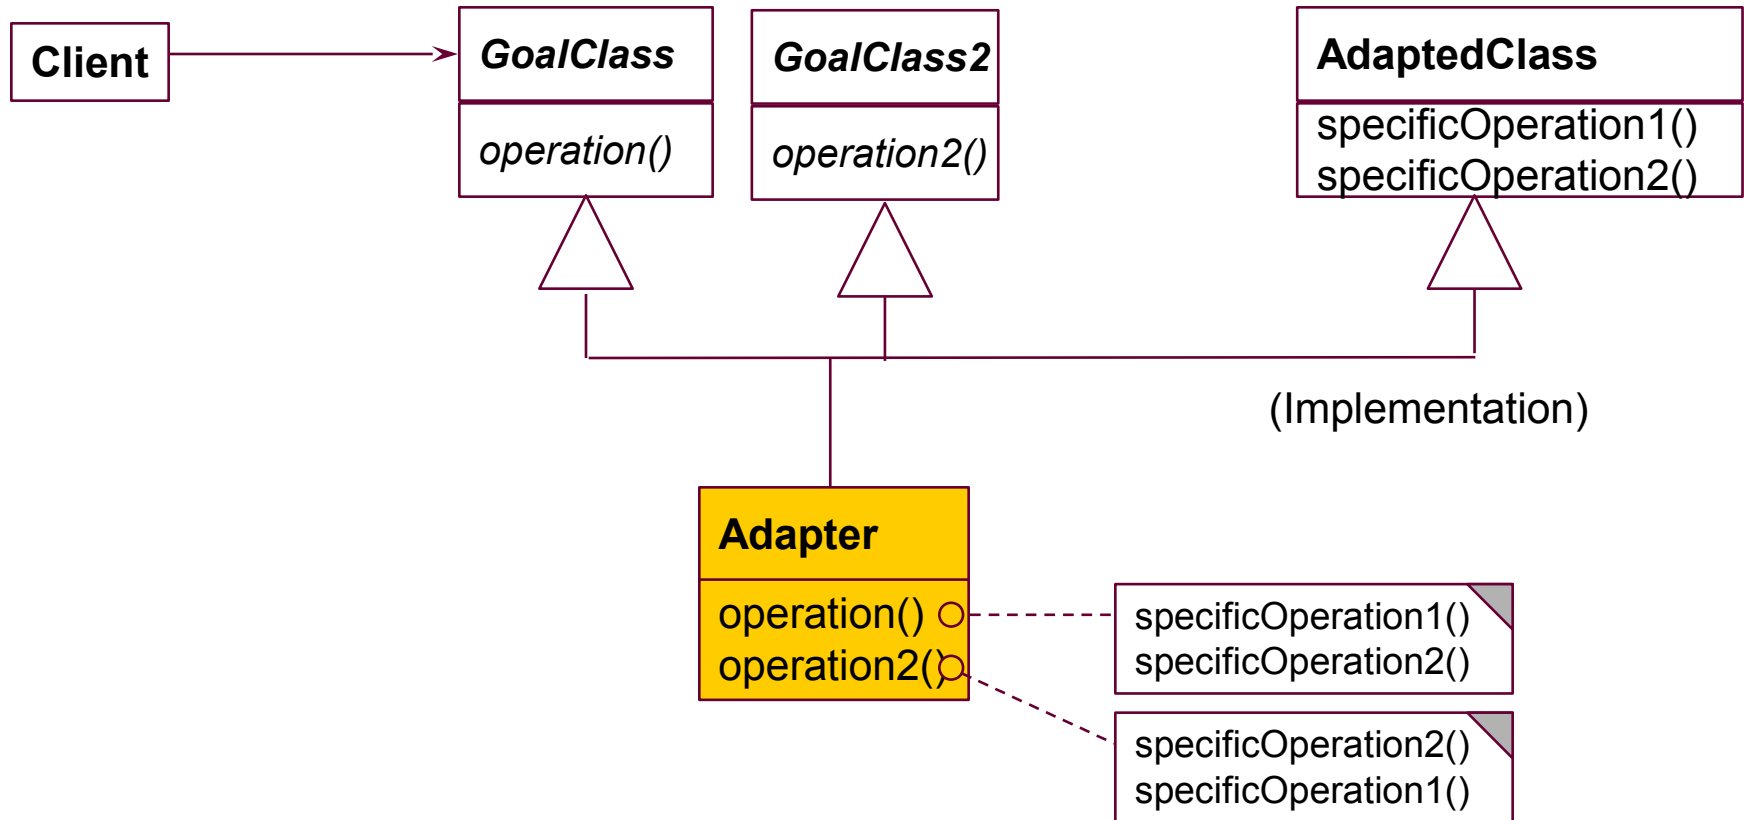 Client
GoalClass
operation()
GoalClass2
operation2()
AdaptedClass
specificOperation1()
specificOperation2()
(Implementation)
Adapter
operation()
operation2()
specificOperation1()
specificOperation2()
specificOperation2()
specificOperation1()